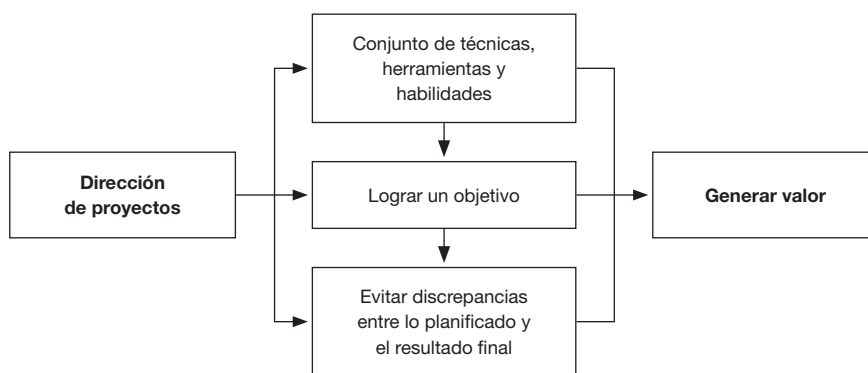 Conjunto de técnicas,
herramientas y
habilidades
Dirección
de proyectos
Lograr un objetivo
Generar valor
Evitar discrepancias
entre lo planificado y
el resultado final